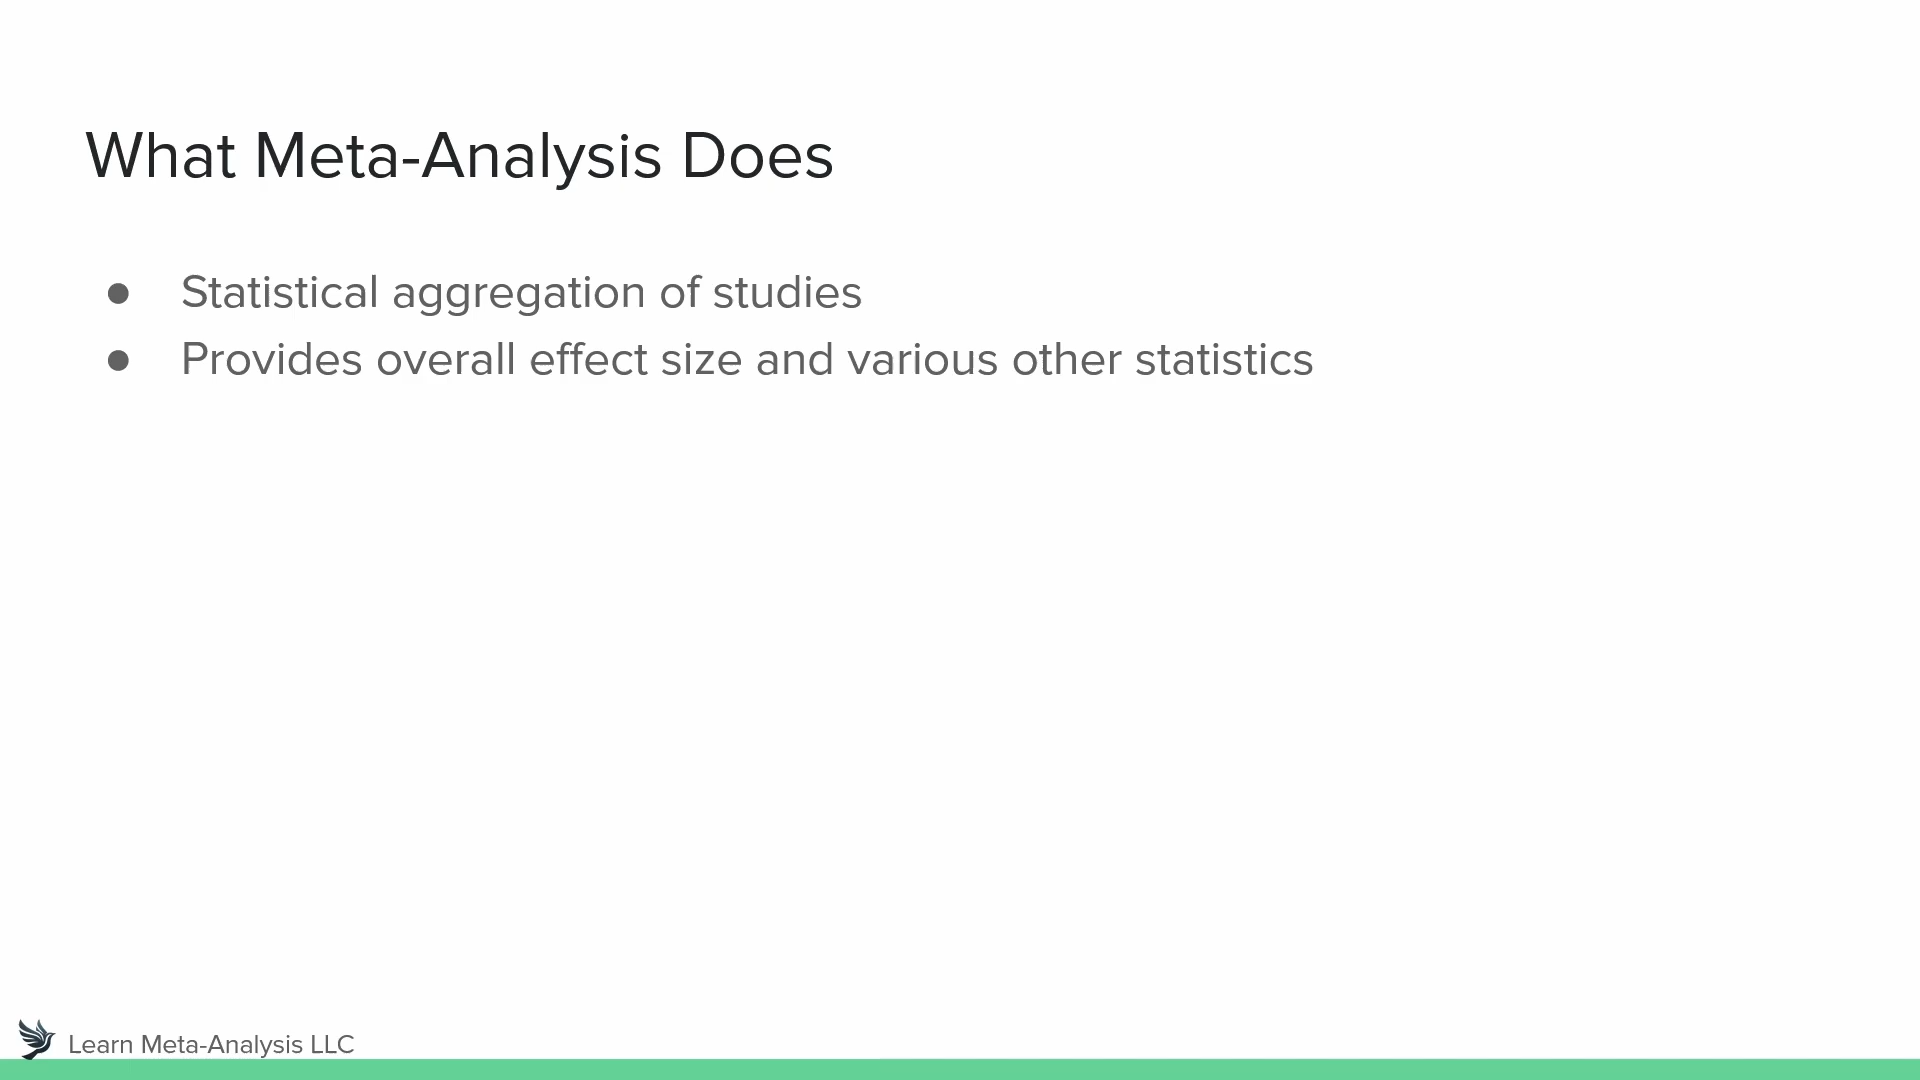 What Meta-Analysis Does
● Statistical aggregation of studies
● Provides overall effect size and various other statistics
Learn Meta-Analysis LLC